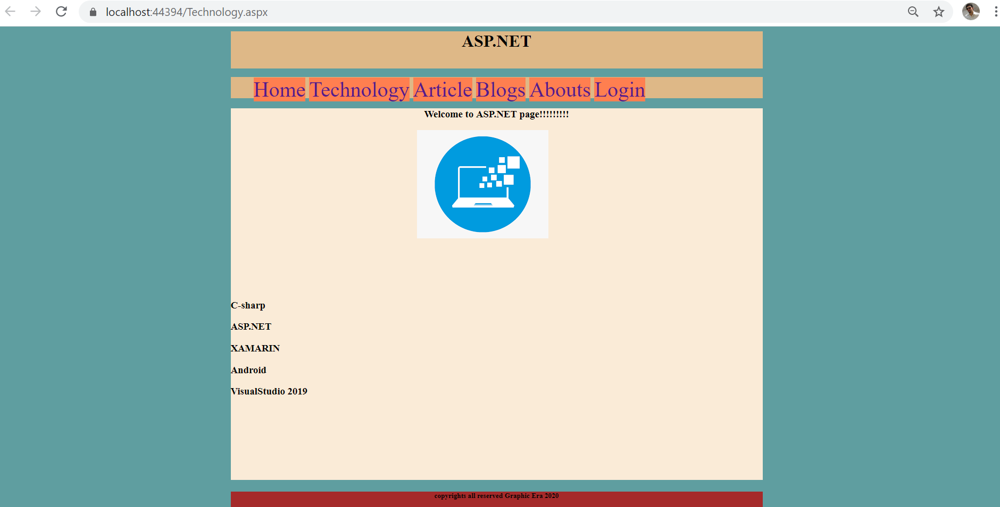 localhost:44394/Technology.aspx
ASP.NET
Home Technology Article Blogs Abouts Login
Welcome to ASP.NET page!!!!!!!!!
C-sharp
ASP.NET
XAMARIN
Android
VisualStudio 2019
copyrights all reserved Graphic Era 2020